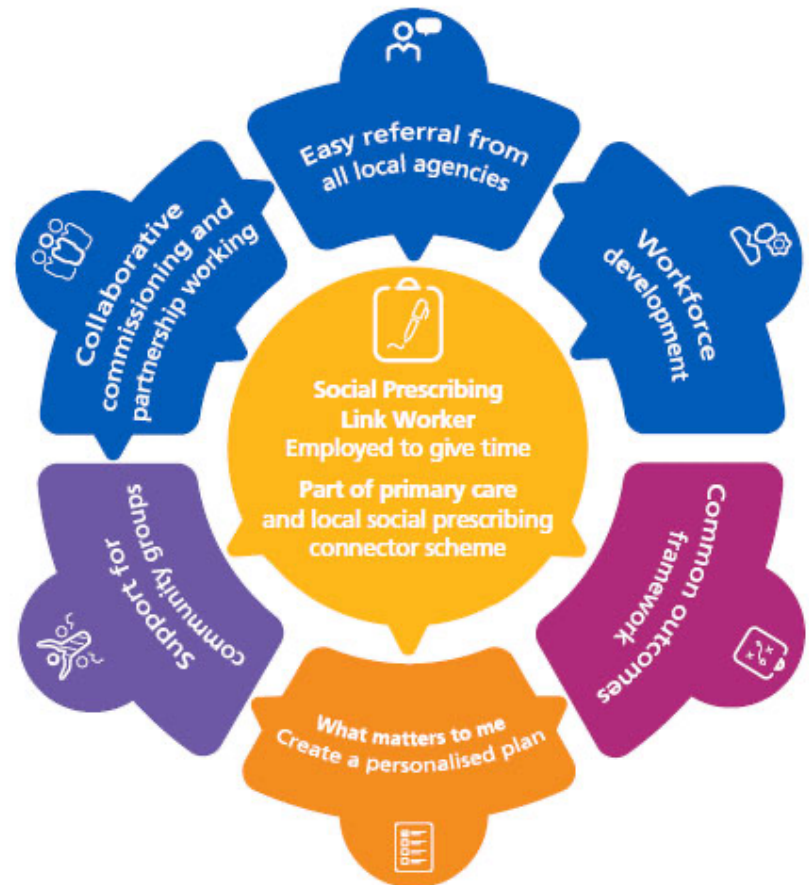 Easy referral from
all local agencies
Workforce
development
Common outcomes
framework
What matters to me
Create a personalised plan
Support for
community groups
Collaborative
commissioning and
partnership working
Social Prescribing
Link Worker
Employed to give time
Part of primary care
and local social prescribing
connector scheme